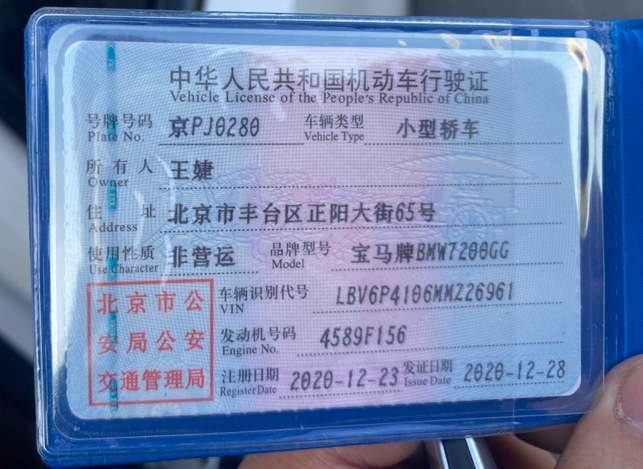 中华人民共和国机动车行驶证
Vehicle License of the People's Republic of China
号牌号码 京PJ0280 车辆类型 小型轿车
Plate No. Vehicle Type
所有人 王婕
Owner
住址 北京市丰台区正阳大街65号
Address
使用性质 非营运 品牌型号 宝马牌BMW7200GG
Use Character Model
北京市公安局公安交通管理局
车辆识别代号 LBV6P4106MMZ26961
VIN
发动机号码 4589F156
Engine No.
注册日期 2020-12-23 发证日期 2020-12-28
Register Date Issue Date